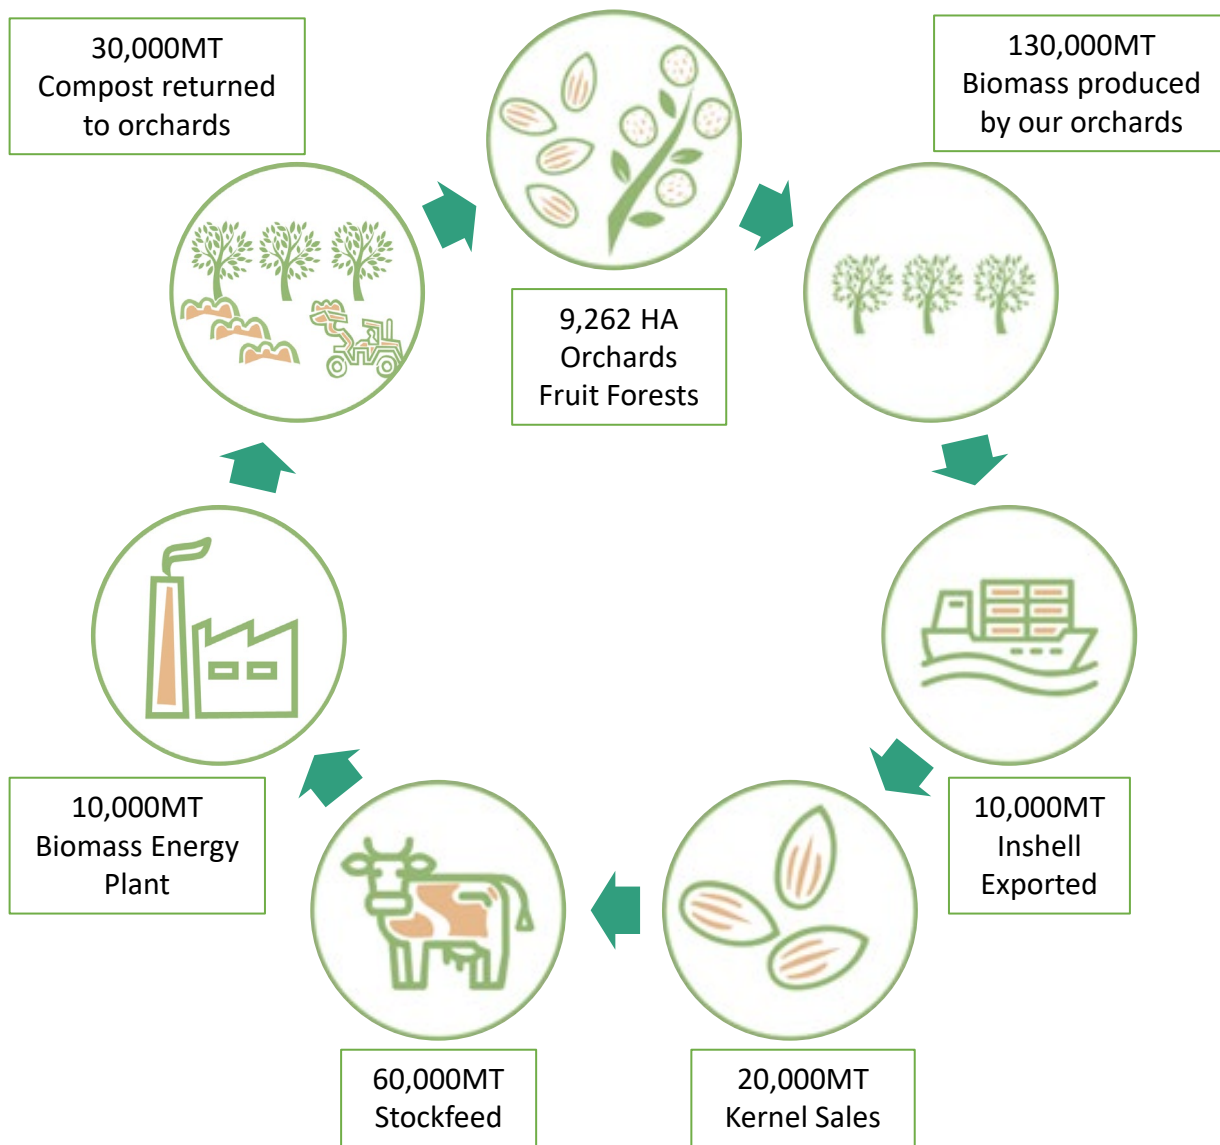 30,000MT
Compost returned
to orchards
9,262 HA
Orchards
Fruit Forests
130,000MT
Biomass produced
by our orchards
10,000MT
Inshell
Exported
20,000MT
Kernel Sales
60,000MT
Stockfeed
10,000MT
Biomass Energy
Plant